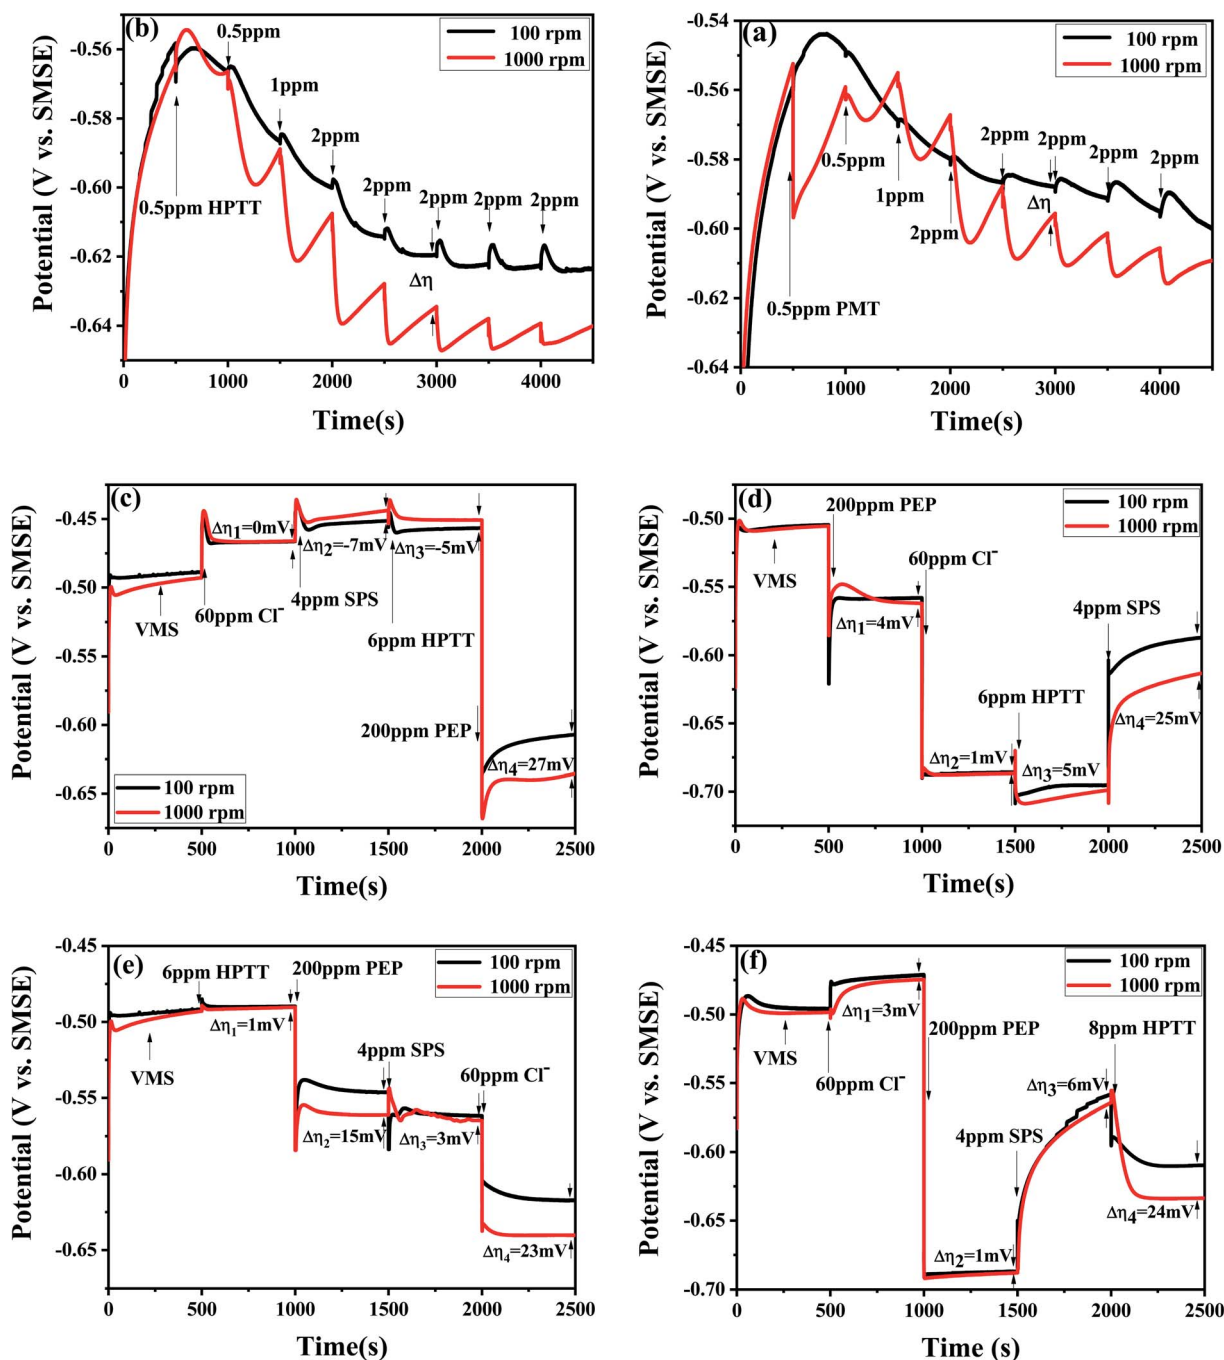 (b)
100 rpm
1000 rpm
0.5ppm
1ppm
2ppm
2ppm
2ppm
2ppm
2ppm
0.5ppm HPTT
Δη
-0.56
-0.58
-0.60
-0.62
-0.64
Potential (V vs. SMSE)
0
1000
2000
3000
4000
Time(s)
(a)
100 rpm
1000 rpm
0.5ppm
1ppm
2ppm
2ppm
2ppm
2ppm
2ppm
Δη
0.5ppm PMT
-0.54
-0.56
-0.58
-0.60
-0.62
-0.64
Potential (V vs. SMSE)
0
1000
2000
3000
4000
Time(s)
(c)
Δη1=0mV
Δη2=-7mV
Δη3=-5mV
VMS
60ppm Cl-
4ppm SPS
6ppm HPTT
200ppm PEP
Δη4=27mV
100 rpm
1000 rpm
-0.45
-0.50
-0.55
-0.60
-0.65
Potential (V vs. SMSE)
0
500
1000
1500
2000
2500
Time(s)
(d)
200ppm PEP
100 rpm
1000 rpm
VMS
60ppm Cl-
Δη1=4mV
4ppm SPS
6ppm HPTT
Δη4=25mV
Δη2=1mV
Δη3=5mV
-0.50
-0.55
-0.60
-0.65
-0.70
Potential (V vs. SMSE)
0
500
1000
1500
2000
2500
Time(s)
(e)
100 rpm
1000 rpm
6ppm HPTT
200ppm PEP
Δη1=1mV
VMS
4ppm SPS
60ppm Cl-
Δη2=15mV
Δη3=3mV
Δη4=23mV
-0.45
-0.50
-0.55
-0.60
-0.65
Potential (V vs. SMSE)
0
500
1000
1500
2000
2500
Time(s)
(f)
100 rpm
1000 rpm
Δη1=3mV
VMS
60ppm Cl-
200ppm PEP
8ppm HPTT
Δη3=6mV
4ppm SPS
Δη4=24mV
Δη2=1mV
-0.45
-0.50
-0.55
-0.60
-0.65
-0.70
Potential (V vs. SMSE)
0
500
1000
1500
2000
2500
Time (s)